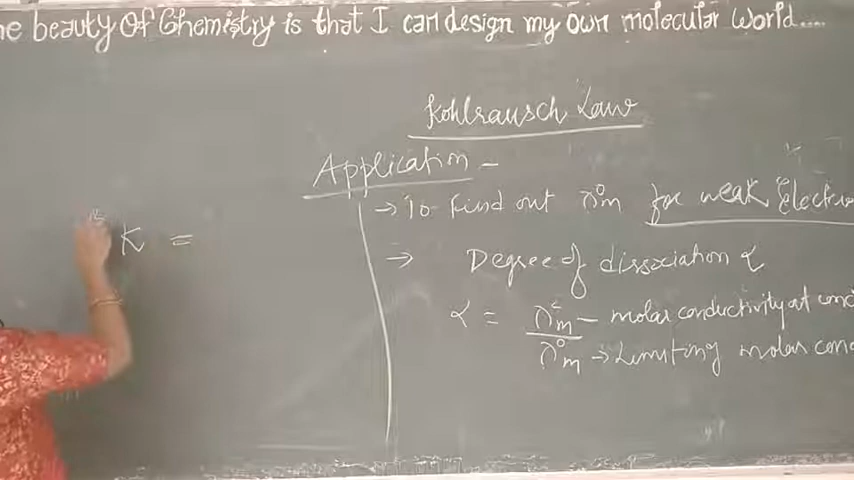 he beauty Of Chemistry is that I can design my own molecular world....
Kohlrausch Law
Application -
→ To find out λ°m for weak Electro
→ Degree of dissociation α
α = λᶜm - molar conductivity at conc
λ°m → Limiting molar conc
K =